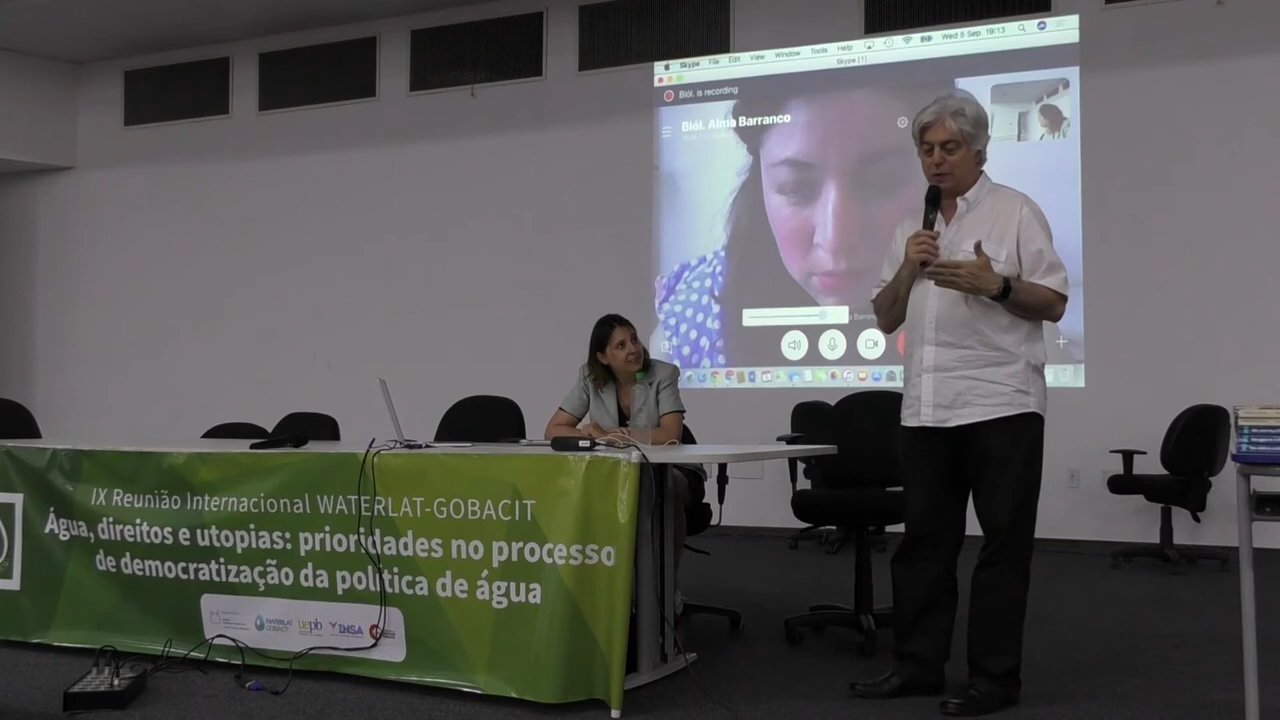 Skype File Edit View Window Tools Help
Wed 5 Sep 19:13
Skype [1]
Biól. is recording
Biól. Alma Barranco
IX Reunião Internacional WATERLAT-GOBACIT
Água, direitos e utopias: prioridades no processo
de democratização da política de água
WATERLAT
GOBACIT
uepb
INSA